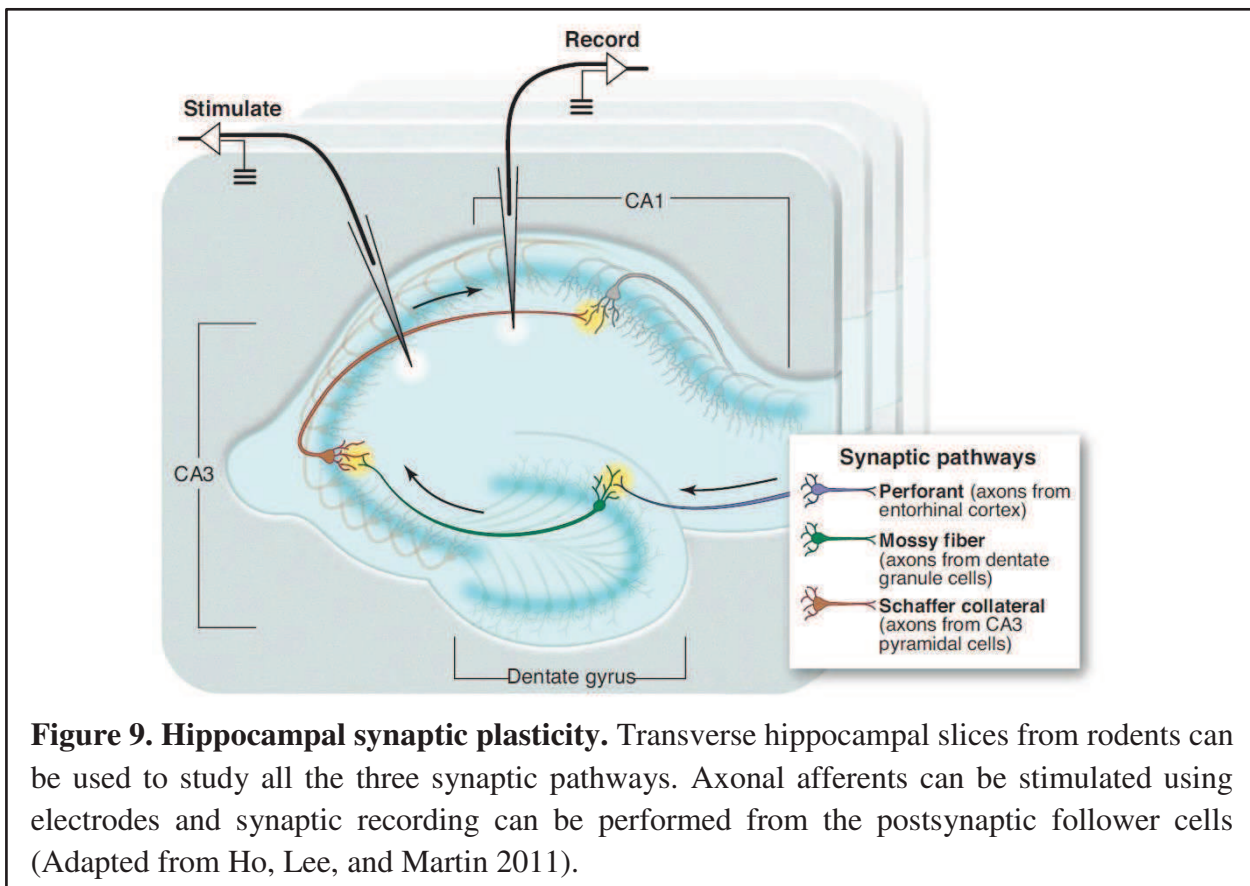 Record
Stimulate
CA1
CA3
Synaptic pathways
Perforant (axons from
entorhinal cortex)
Mossy fiber
(axons from dentate
granule cells)
Schaffer collateral
(axons from CA3
pyramidal cells)
Dentate gyrus
Figure 9. Hippocampal synaptic plasticity. Transverse hippocampal slices from rodents can
be used to study all the three synaptic pathways. Axonal afferents can be stimulated using
electrodes and synaptic recording can be performed from the postsynaptic follower cells
(Adapted from Ho, Lee, and Martin 2011).